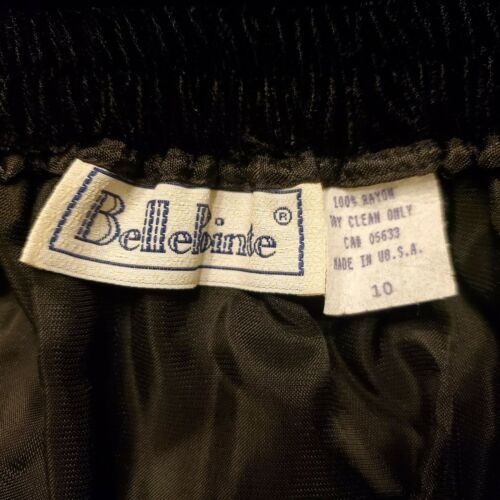 Bellepointe®
100% RAYON
DRY CLEAN ONLY
CA# 05633
MADE IN U.S.A.
10